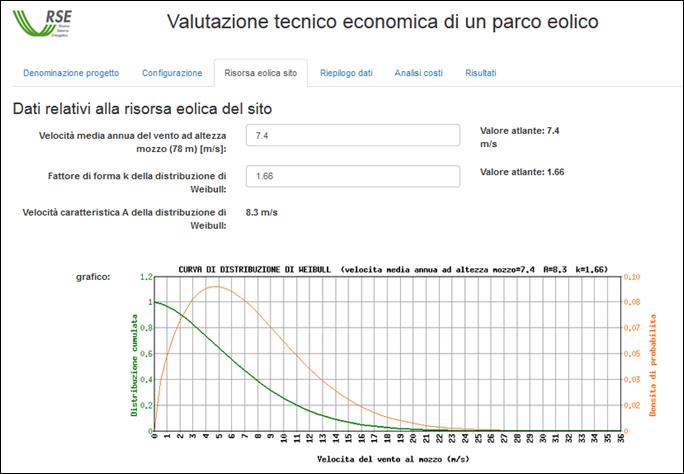 RSE
Ricerca
Sistema
Energetico
Valutazione tecnico economica di un parco eolico
Denominazione progetto Configurazione Risorsa eolica sito Riepilogo dati Analisi costi Risultati
Dati relativi alla risorsa eolica del sito
Velocità media annua del vento ad altezza
mozzo (78 m) [m/s]:
7.4
Valore atlante: 7.4
m/s
Fattore di forma k della distribuzione di
Weibull:
1.66
Valore atlante: 1.66
Velocità caratteristica A della distribuzione di
Weibull:
8.3 m/s
grafico:
CURVA DI DISTRIBUZIONE DI WEIBULL (velocita media annua ad altezza mozzo=7.4 A=8.3 k=1.66)
Distribuzione cumulata
1.2
1
0.8
0.6
0.4
0.2
0
0.10
0.08
0.07
0.05
0.03
0.02
0.0
Densita di probabilita
0 1 2 3 4 5 6 7 8 9 10 11 12 13 14 15 16 17 18 19 20 21 22 23 24 25 26 27 28 29 30 31 32 33 34 35 36
Velocita del vento al mozzo (m/s)